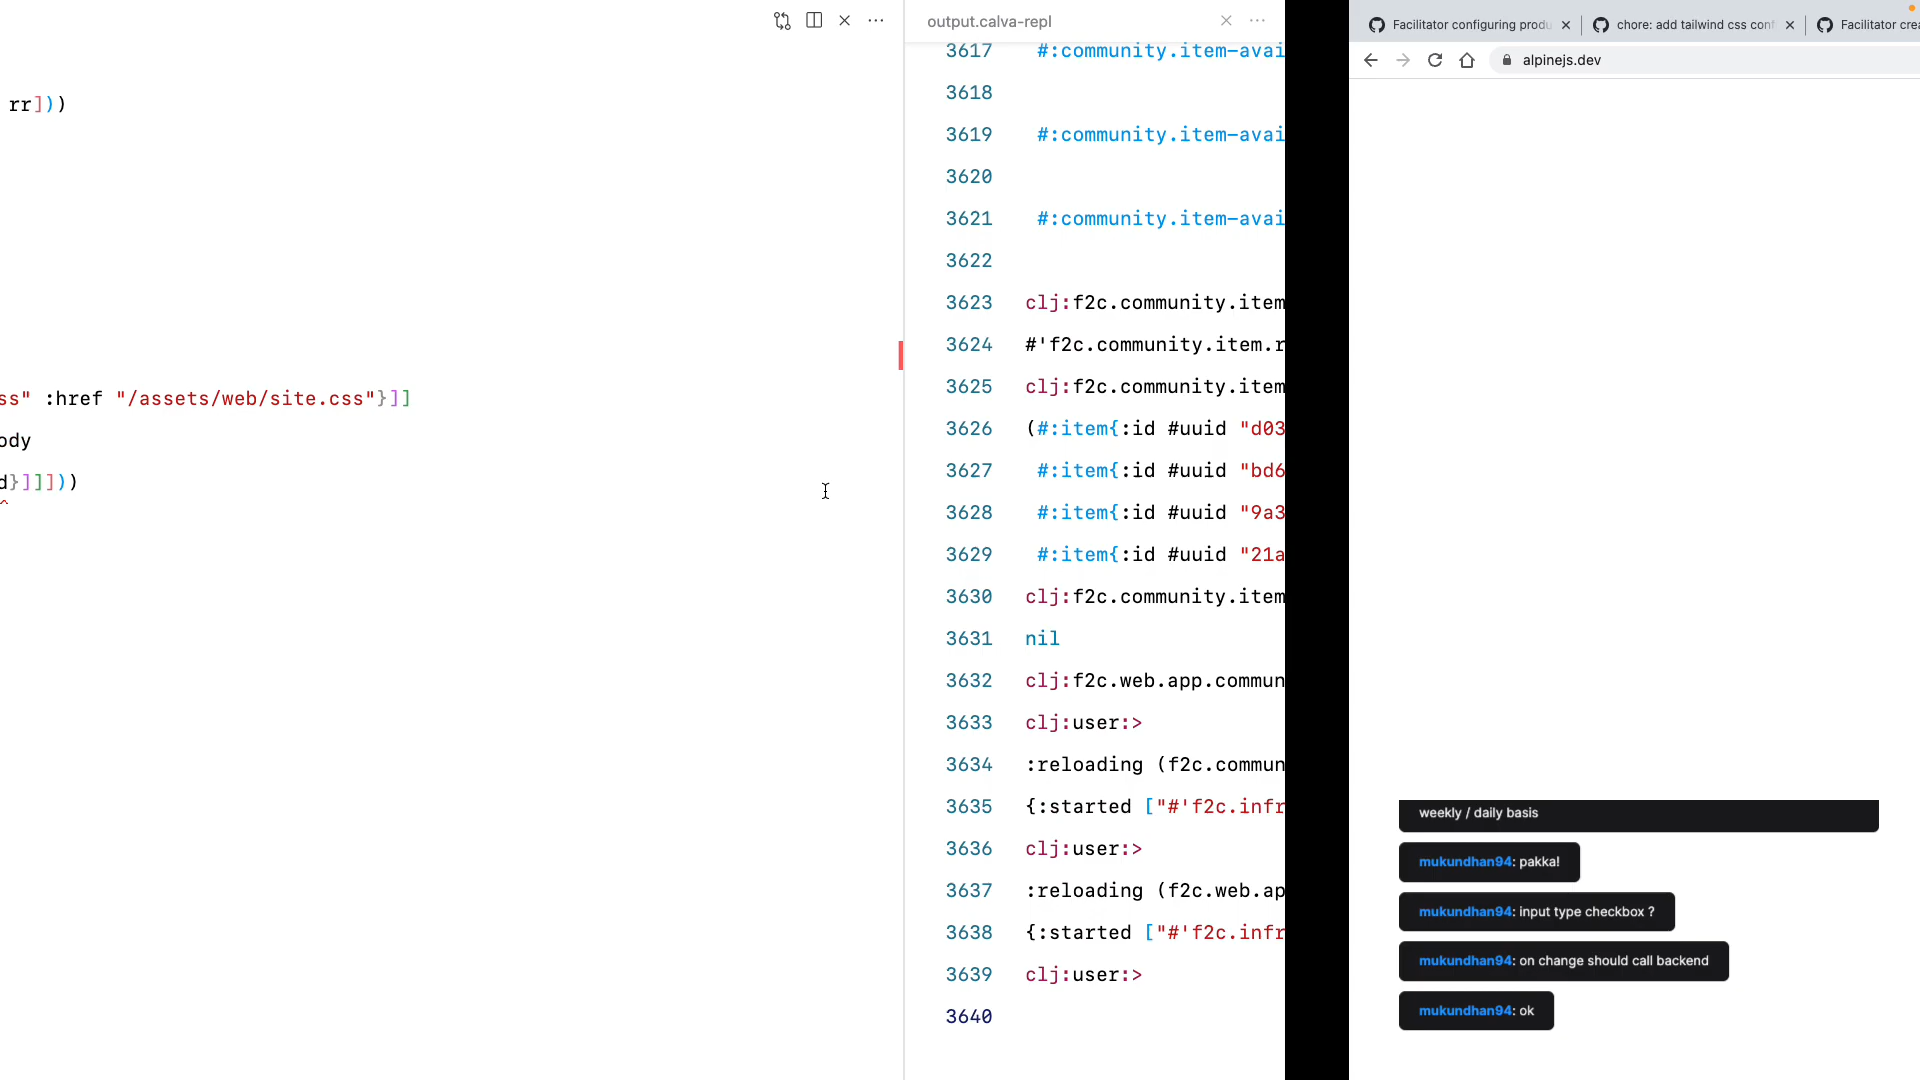 rr]))
ss" :href "/assets/web/site.css"}]]
ody
d}]]]))
output.calva-repl
3617 #:community.item-avai
3618
3619 #:community.item-avai
3620
3621 #:community.item-avai
3622
3623 clj:f2c.community.item
3624 #'f2c.community.item.r
3625 clj:f2c.community.item
3626 (#:item{:id #uuid "d03
3627 #:item{:id #uuid "bd6
3628 #:item{:id #uuid "9a3
3629 #:item{:id #uuid "21a
3630 clj:f2c.community.item
3631 nil
3632 clj:f2c.web.app.commun
3633 clj:user:>
3634 :reloading (f2c.commun
3635 {:started ["#'f2c.infr
3636 clj:user:>
3637 :reloading (f2c.web.ap
3638 {:started ["#'f2c.infr
3639 clj:user:>
3640
Facilitator configuring produ
chore: add tailwind css con
Facilitator crea
alpinejs.dev
weekly / daily basis
mukundhan94: pakka!
mukundhan94: input type checkbox ?
mukundhan94: on change should call backend
mukundhan94: ok